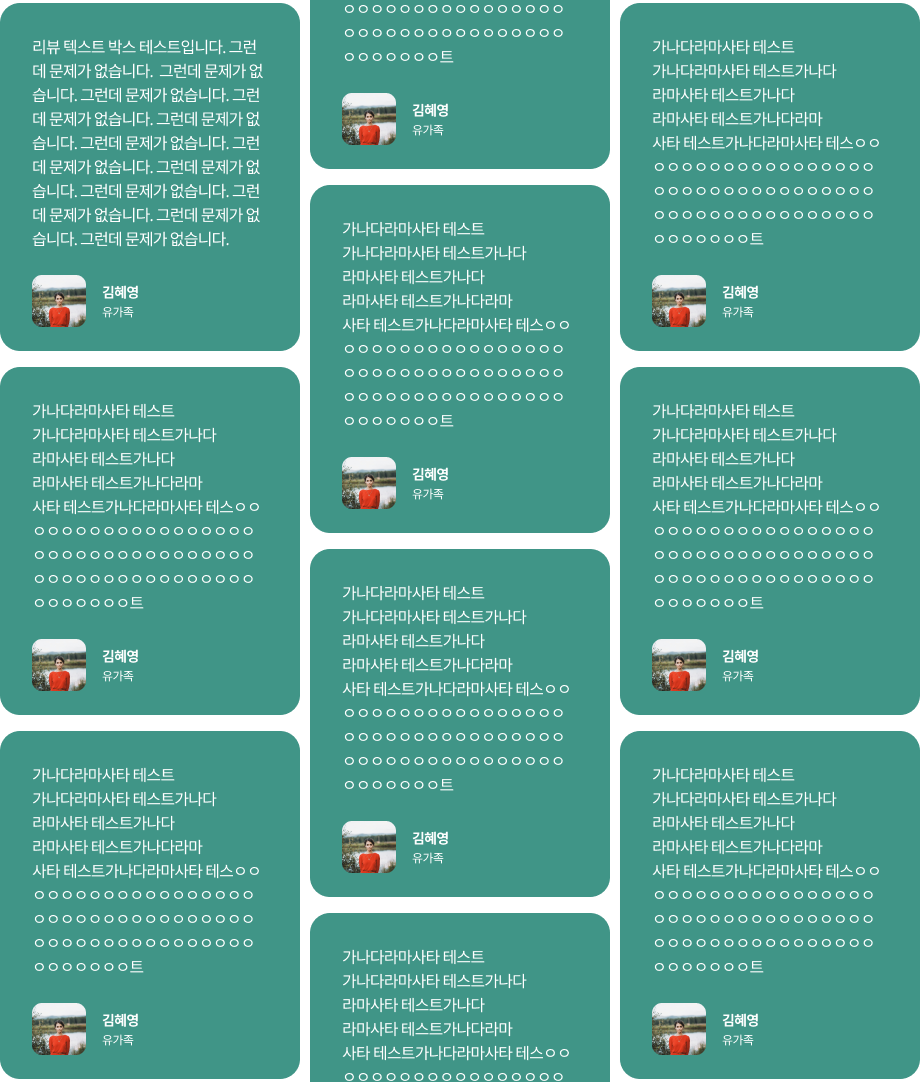 리뷰 텍스트 박스 테스트입니다. 그런
데 문제가 없습니다.  그런데 문제가 없
습니다. 그런데 문제가 없습니다. 그런
데 문제가 없습니다. 그런데 문제가 없
습니다. 그런데 문제가 없습니다. 그런
데 문제가 없습니다. 그런데 문제가 없
습니다. 그런데 문제가 없습니다. 그런
데 문제가 없습니다. 그런데 문제가 없
습니다. 그런데 문제가 없습니다.
김혜영
유가족
가나다라마사타 테스트
가나다라마사타 테스트가나다
라마사타 테스트가나다
라마사타 테스트가나다라마
사타 테스트가나다라마사타 테스ㅇㅇ
ㅇㅇㅇㅇㅇㅇㅇㅇㅇㅇㅇㅇㅇㅇㅇㅇ
ㅇㅇㅇㅇㅇㅇㅇㅇㅇㅇㅇㅇㅇㅇㅇㅇ
ㅇㅇㅇㅇㅇㅇㅇㅇㅇㅇㅇㅇㅇㅇㅇㅇ
ㅇㅇㅇㅇㅇㅇㅇ트
김혜영
유가족
가나다라마사타 테스트
가나다라마사타 테스트가나다
라마사타 테스트가나다
라마사타 테스트가나다라마
사타 테스트가나다라마사타 테스ㅇㅇ
ㅇㅇㅇㅇㅇㅇㅇㅇㅇㅇㅇㅇㅇㅇㅇㅇ
ㅇㅇㅇㅇㅇㅇㅇㅇㅇㅇㅇㅇㅇㅇㅇㅇ
ㅇㅇㅇㅇㅇㅇㅇㅇㅇㅇㅇㅇㅇㅇㅇㅇ
ㅇㅇㅇㅇㅇㅇㅇ트
김혜영
유가족
ㅇㅇㅇㅇㅇㅇㅇㅇㅇㅇㅇㅇㅇㅇㅇㅇ
ㅇㅇㅇㅇㅇㅇㅇㅇㅇㅇㅇㅇㅇㅇㅇㅇ
ㅇㅇㅇㅇㅇㅇㅇ트
김혜영
유가족
가나다라마사타 테스트
가나다라마사타 테스트가나다
라마사타 테스트가나다
라마사타 테스트가나다라마
사타 테스트가나다라마사타 테스ㅇㅇ
ㅇㅇㅇㅇㅇㅇㅇㅇㅇㅇㅇㅇㅇㅇㅇㅇ
ㅇㅇㅇㅇㅇㅇㅇㅇㅇㅇㅇㅇㅇㅇㅇㅇ
ㅇㅇㅇㅇㅇㅇㅇㅇㅇㅇㅇㅇㅇㅇㅇㅇ
ㅇㅇㅇㅇㅇㅇㅇ트
김혜영
유가족
가나다라마사타 테스트
가나다라마사타 테스트가나다
라마사타 테스트가나다
라마사타 테스트가나다라마
사타 테스트가나다라마사타 테스ㅇㅇ
ㅇㅇㅇㅇㅇㅇㅇㅇㅇㅇㅇㅇㅇㅇㅇㅇ
ㅇㅇㅇㅇㅇㅇㅇㅇㅇㅇㅇㅇㅇㅇㅇㅇ
ㅇㅇㅇㅇㅇㅇㅇㅇㅇㅇㅇㅇㅇㅇㅇㅇ
ㅇㅇㅇㅇㅇㅇㅇ트
김혜영
유가족
가나다라마사타 테스트
가나다라마사타 테스트가나다
라마사타 테스트가나다
라마사타 테스트가나다라마
사타 테스트가나다라마사타 테스ㅇㅇ
ㅇㅇㅇㅇㅇㅇㅇㅇㅇㅇㅇㅇㅇㅇㅇㅇ
가나다라마사타 테스트
가나다라마사타 테스트가나다
라마사타 테스트가나다
라마사타 테스트가나다라마
사타 테스트가나다라마사타 테스ㅇㅇ
ㅇㅇㅇㅇㅇㅇㅇㅇㅇㅇㅇㅇㅇㅇㅇㅇ
ㅇㅇㅇㅇㅇㅇㅇㅇㅇㅇㅇㅇㅇㅇㅇㅇ
ㅇㅇㅇㅇㅇㅇㅇㅇㅇㅇㅇㅇㅇㅇㅇㅇ
ㅇㅇㅇㅇㅇㅇㅇ트
김혜영
유가족
가나다라마사타 테스트
가나다라마사타 테스트가나다
라마사타 테스트가나다
라마사타 테스트가나다라마
사타 테스트가나다라마사타 테스ㅇㅇ
ㅇㅇㅇㅇㅇㅇㅇㅇㅇㅇㅇㅇㅇㅇㅇㅇ
ㅇㅇㅇㅇㅇㅇㅇㅇㅇㅇㅇㅇㅇㅇㅇㅇ
ㅇㅇㅇㅇㅇㅇㅇㅇㅇㅇㅇㅇㅇㅇㅇㅇ
ㅇㅇㅇㅇㅇㅇㅇ트
김혜영
유가족
가나다라마사타 테스트
가나다라마사타 테스트가나다
라마사타 테스트가나다
라마사타 테스트가나다라마
사타 테스트가나다라마사타 테스ㅇㅇ
ㅇㅇㅇㅇㅇㅇㅇㅇㅇㅇㅇㅇㅇㅇㅇㅇ
ㅇㅇㅇㅇㅇㅇㅇㅇㅇㅇㅇㅇㅇㅇㅇㅇ
ㅇㅇㅇㅇㅇㅇㅇㅇㅇㅇㅇㅇㅇㅇㅇㅇ
ㅇㅇㅇㅇㅇㅇㅇ트
김혜영
유가족